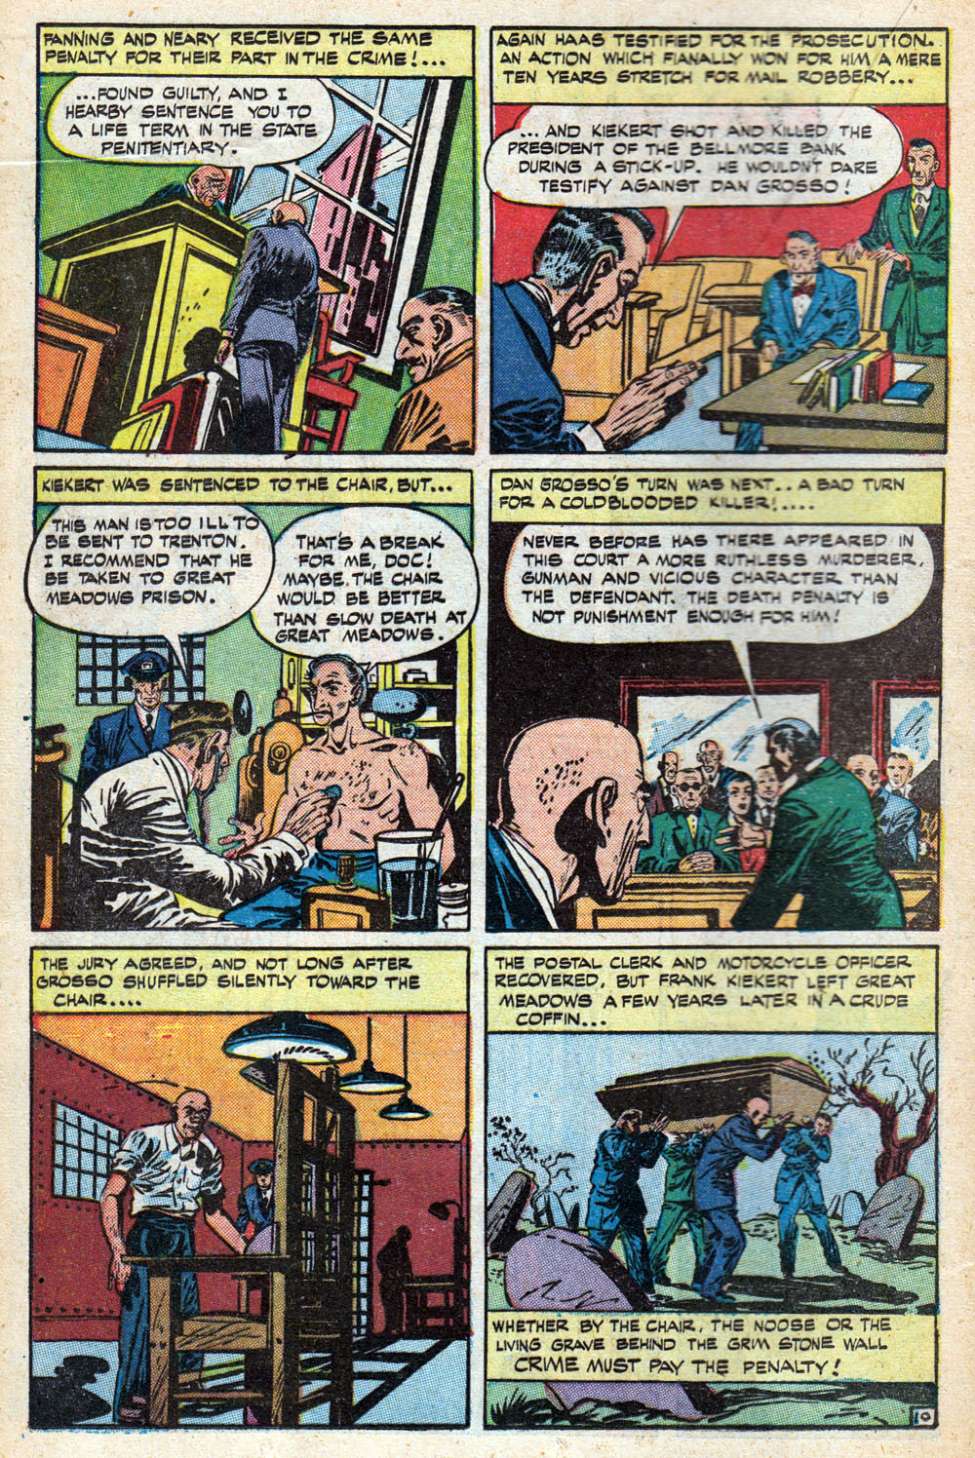 FANNING AND NEARY RECEIVED THE SAME
PENALTY FOR THEIR PART IN THE CRIME!...
...FOUND GUILTY, AND I
HEARBY SENTENCE YOU TO
A LIFE TERM IN THE STATE
PENITENTIARY.
AGAIN HAAS TESTIFIED FOR THE PROSECUTION.
AN ACTION WHICH FIANALLY WON FOR HIM A MERE
TEN YEARS STRETCH FOR MAIL ROBBERY...
...AND KIEKERT SHOT AND KILLED THE
PRESIDENT OF THE BELLMORE BANK
DURING A STICK-UP. HE WOULDN'T DARE
TESTIFY AGAINST DAN GROSSO!
KIEKERT WAS SENTENCED TO THE CHAIR, BUT...
THIS MAN IS TOO ILL TO
BE SENT TO TRENTON.
I RECOMMEND THAT HE
BE TAKEN TO GREAT
MEADOWS PRISON.
THAT'S A BREAK
FOR ME, DOC!
MAYBE. THE CHAIR
WOULD BE BETTER
THAN SLOW DEATH AT
GREAT MEADOWS.
DAN GROSSO'S TURN WAS NEXT... A BAD TURN
FOR A COLDBLOODED KILLER!....
NEVER BEFORE HAS THERE APPEARED IN
THIS COURT A MORE RUTHLESS MURDERER,
GUNMAN AND VICIOUS CHARACTER THAN
THE DEFENDANT. THE DEATH PENALTY IS
NOT PUNISHMENT ENOUGH FOR HIM!
THE JURY AGREED, AND NOT LONG AFTER
GROSSO SHUFFLED SILENTLY TOWARD THE
CHAIR....
THE POSTAL CLERK AND MOTORCYCLE OFFICER
RECOVERED, BUT FRANK KIEKERT LEFT GREAT
MEADOWS A FEW YEARS LATER IN A CRUDE
COFFIN...
WHETHER BY THE CHAIR, THE NOOSE OR THE
LIVING GRAVE BEHIND THE GRIM STONE WALL
CRIME MUST PAY THE PENALTY!
10